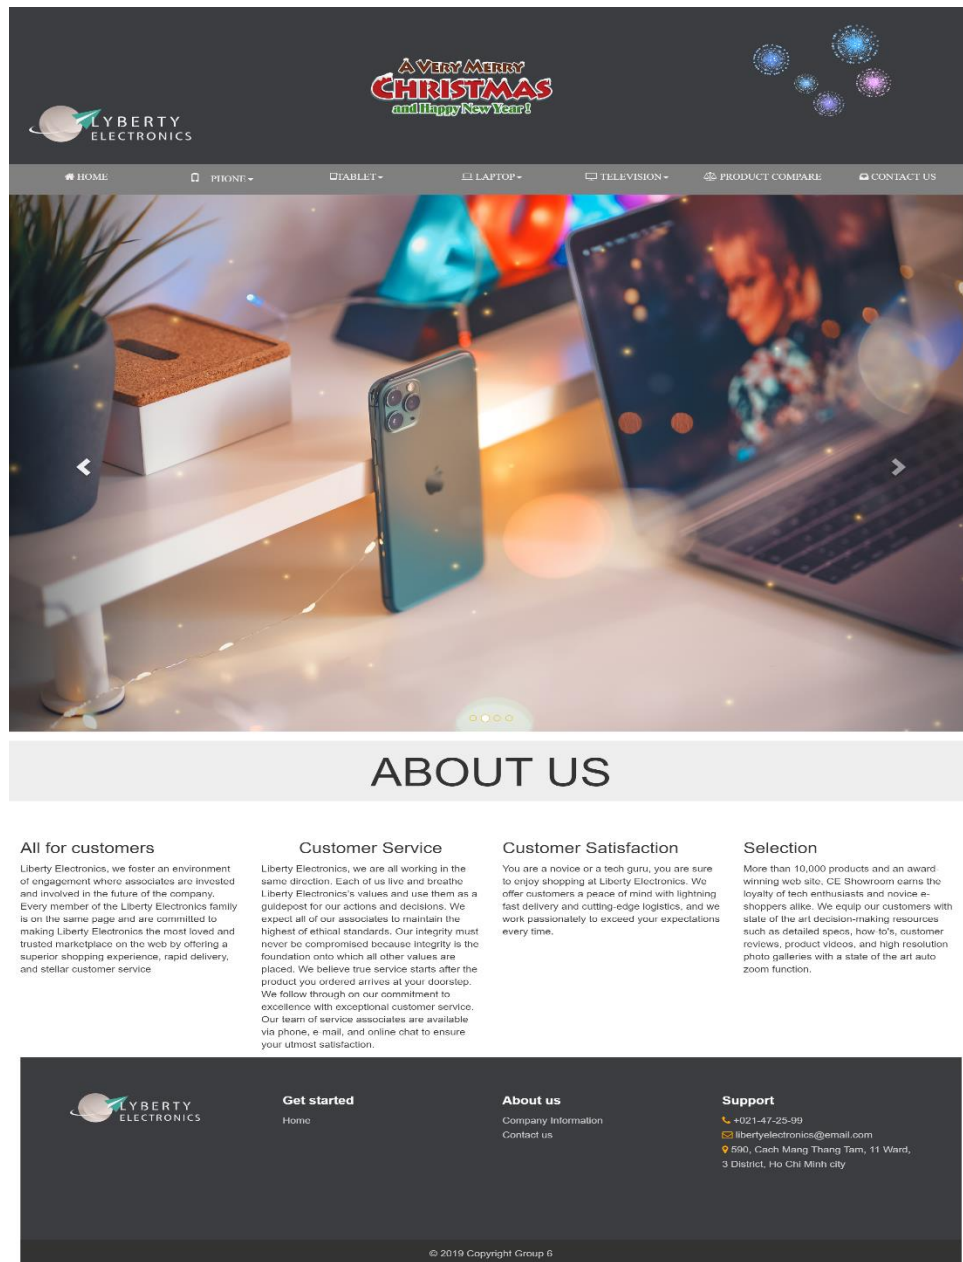 A VERY MERRY
CHRISTMAS
and Happy New Year !
LYBERTY
ELECTRONICS
HOME
PHONE
TABLET
LAPTOP
TELEVISION
PRODUCT COMPARE
CONTACT US
ABOUT US
All for customers
Liberty Electronics, we foster an environment
of engagement where associates are invested
and involved in the future of the company.
Every member of the Liberty Electronics family
is on the same page and are committed to
making Liberty Electronics the most loved and
trusted marketplace on the web by offering a
superior shopping experience, rapid delivery,
and stellar customer service
Customer Service
Liberty Electronics, we are all working in the
same direction. Each of us live and breathe
Liberty Electronics's values and use them as a
guidepost for our actions and decisions. We
expect all of our associates to maintain the
highest of ethical standards. Our integrity must
never be compromised because integrity is the
foundation onto which all other values are
placed. We believe true service starts after the
product you ordered arrives at your doorstep.
We follow through on our commitment to
excellence with exceptional customer service.
Our team of service associates are available
via phone, e-mail, and online chat to ensure
your utmost satisfaction.
Customer Satisfaction
You are a novice or a tech guru, you are sure
to enjoy shopping at Liberty Electronics. We
offer customers a peace of mind with lightning
fast delivery and cutting-edge logistics, and we
work passionately to exceed your expectations
every time.
Selection
More than 10,000 products and an award-
winning web site, CE Showroom earns the
loyalty of tech enthusiasts and novice e-
shoppers alike. We equip our customers with
state of the art decision-making resources
such as detailed specs, how-to's, customer
reviews, product videos, and high resolution
photo galleries with a state of the art auto
zoom function.
LYBERTY
ELECTRONICS
Get started
Home
About us
Company Information
Contact us
Support
+021-47-25-99
libertyelectronics@email.com
590, Cach Mang Thang Tam, 11 Ward,
3 District, Ho Chi Minh city
© 2019 Copyright Group 6